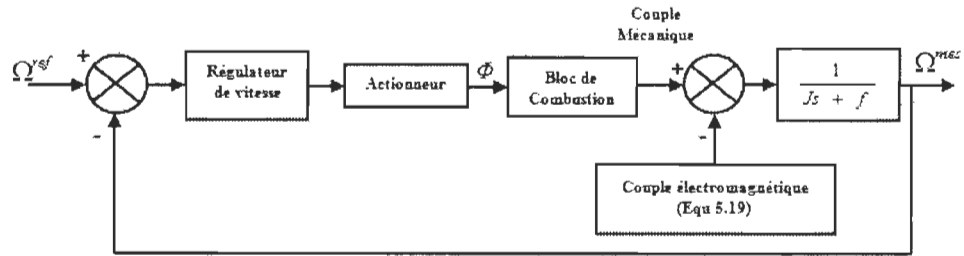 Couple
Mécanique
Ω^ref
+
Régulateur
de vitesse
Actionneur
Φ
Bloc de
Combustion
+
1
Js + f
Ω^mes
-
-
Couple électromagnétique
(Equ 5.19)